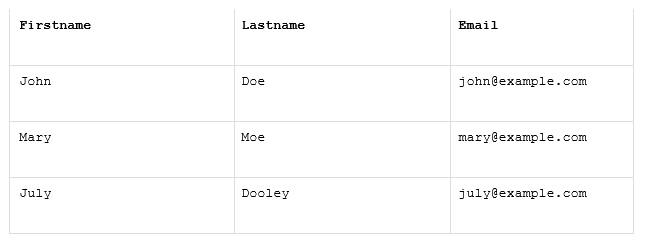 Firstname Lastname Email
John Doe john@example.com
Mary Moe mary@example.com
July Dooley july@example.com